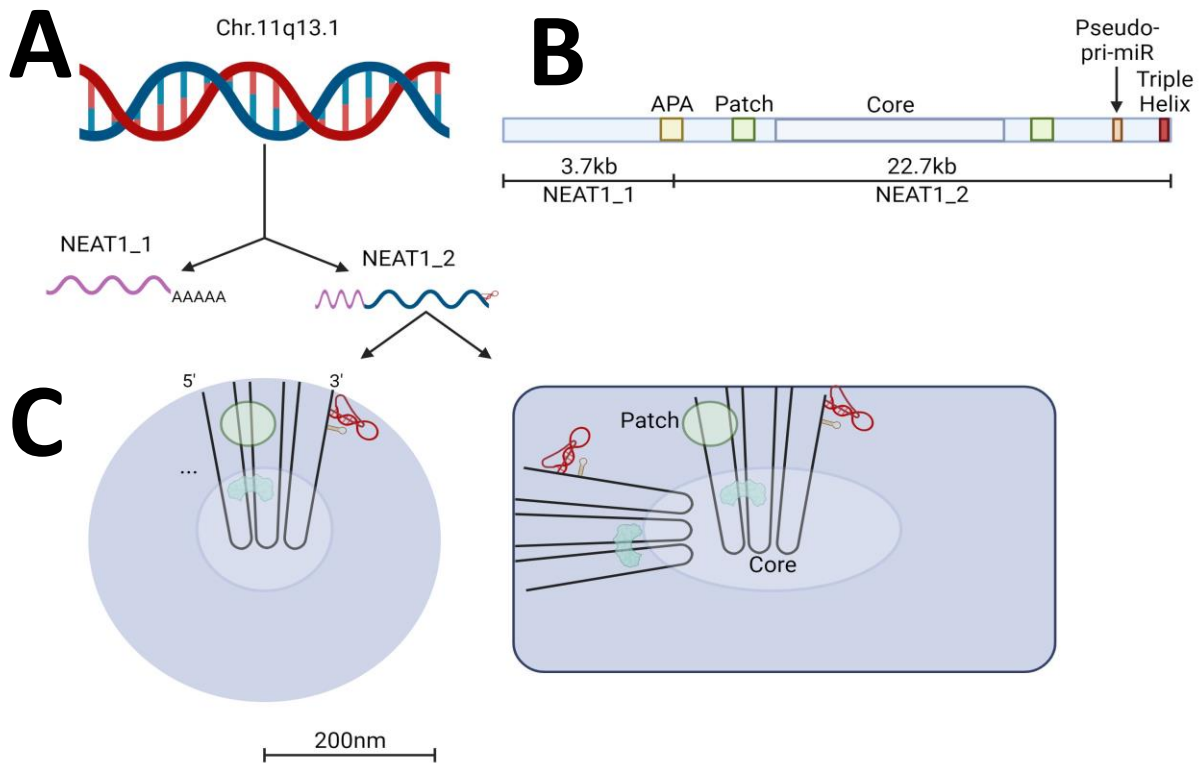 A
Chr.11q13.1
NEAT1_1
AAAAA
NEAT1_2
B
Pseudo-
pri-miR
Triple
Helix
APA
Patch
Core
3.7kb
22.7kb
NEAT1_1
NEAT1_2
C
5'
3'
...
Patch
Core
200nm